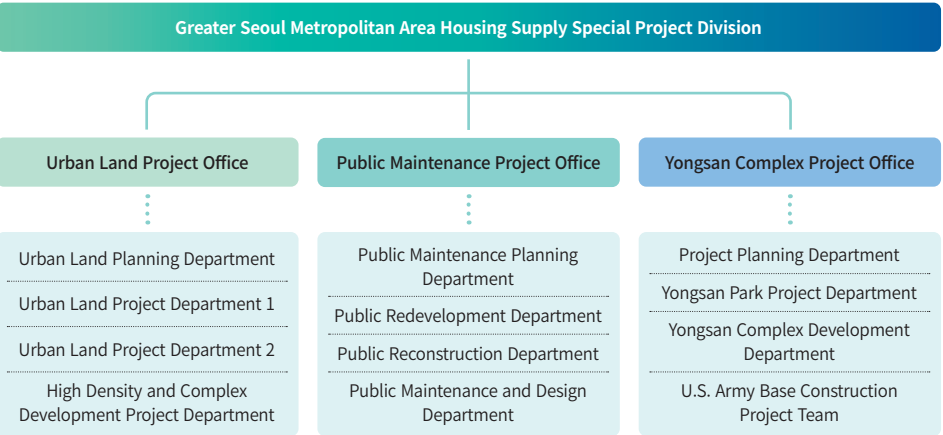 Greater Seoul Metropolitan Area Housing Supply Special Project Division
Urban Land Project Office
Urban Land Planning Department
Urban Land Project Department 1
Urban Land Project Department 2
High Density and Complex
Development Project Department
Public Maintenance Project Office
Public Maintenance Planning
Department
Public Redevelopment Department
Public Reconstruction Department
Public Maintenance and Design
Department
Yongsan Complex Project Office
Project Planning Department
Yongsan Park Project Department
Yongsan Complex Development
Department
U.S. Army Base Construction
Project Team